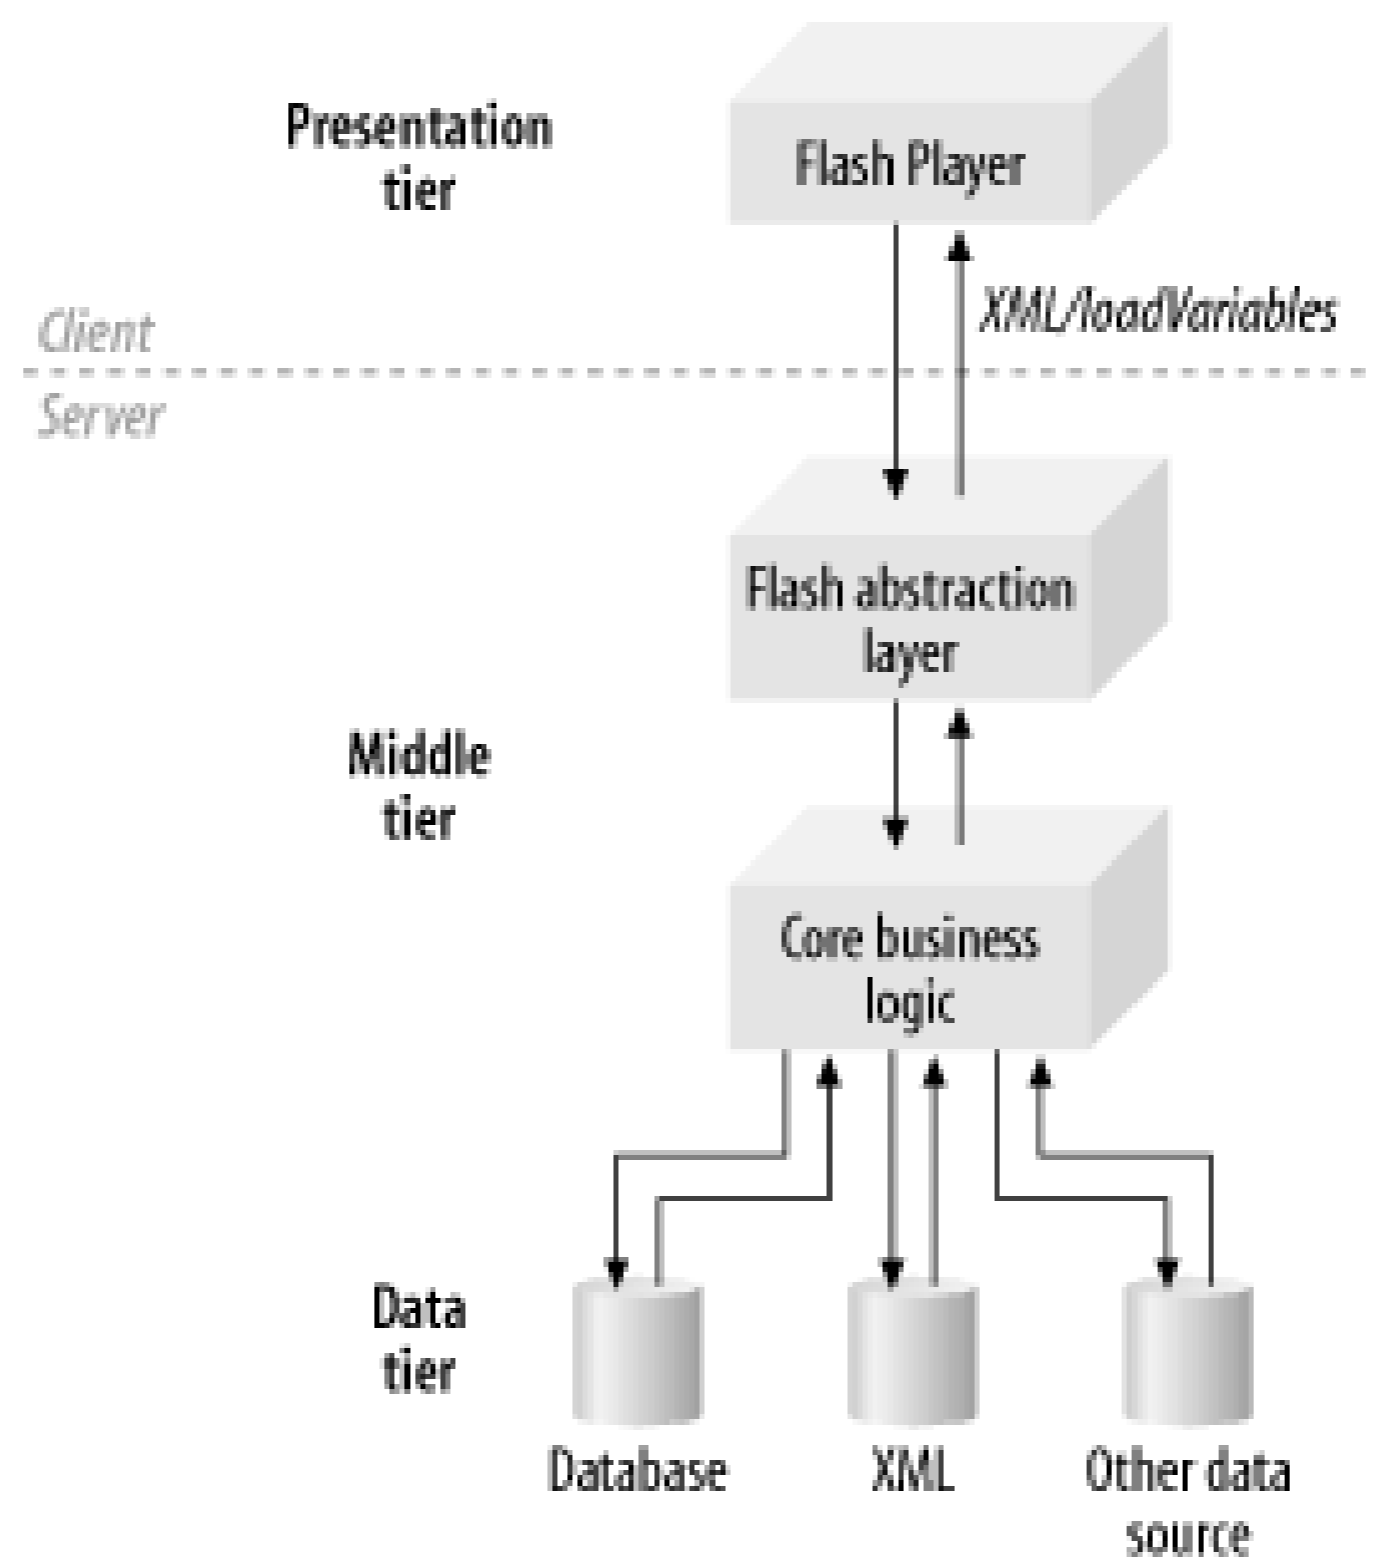 Presentation
tier
Flash Player
XML/loadVariables
Client
Server
Flash abstraction
layer
Middle
tier
Core business
logic
Data
tier
Database
XML
Other data
source